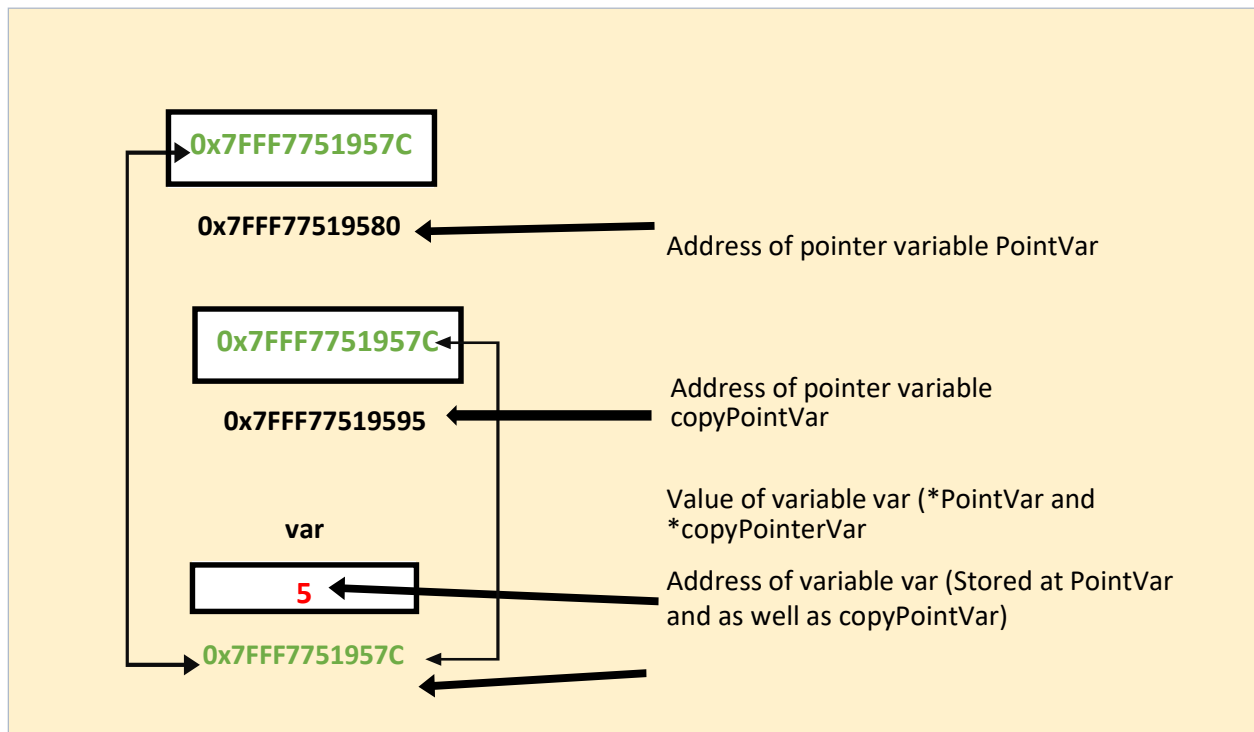 0x7FFF7751957C
0x7FFF77519580
Address of pointer variable PointVar
0x7FFF7751957C
0x7FFF77519595
Address of pointer variable
copyPointVar
Value of variable var (*PointVar and
*copyPointerVar
var
5
Address of variable var (Stored at PointVar
and as well as copyPointVar)
0x7FFF7751957C